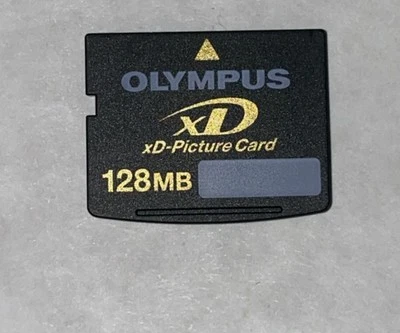 OLYMPUS
xD
xD-Picture Card
128MB